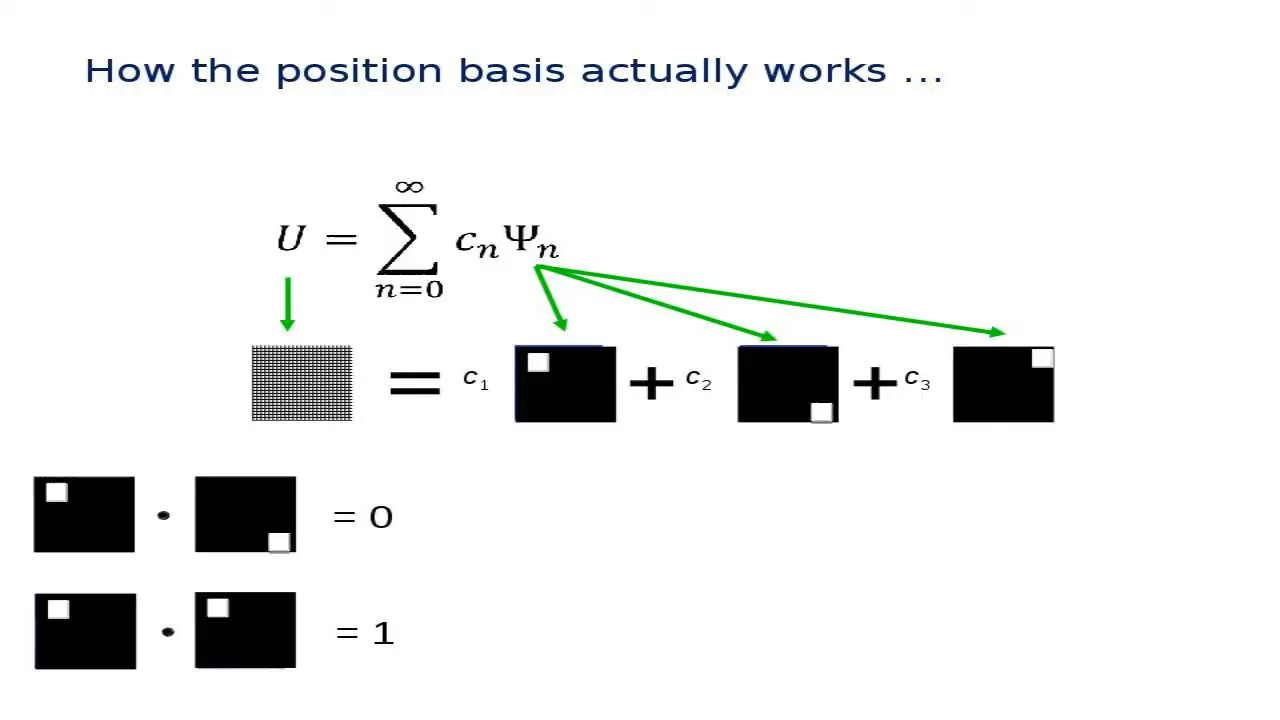 How the position basis actually works ...
U = ∑_{n=0}^{∞} c_n Ψ_n
= c₁ + c₂ + c₃
• = 0
• = 1